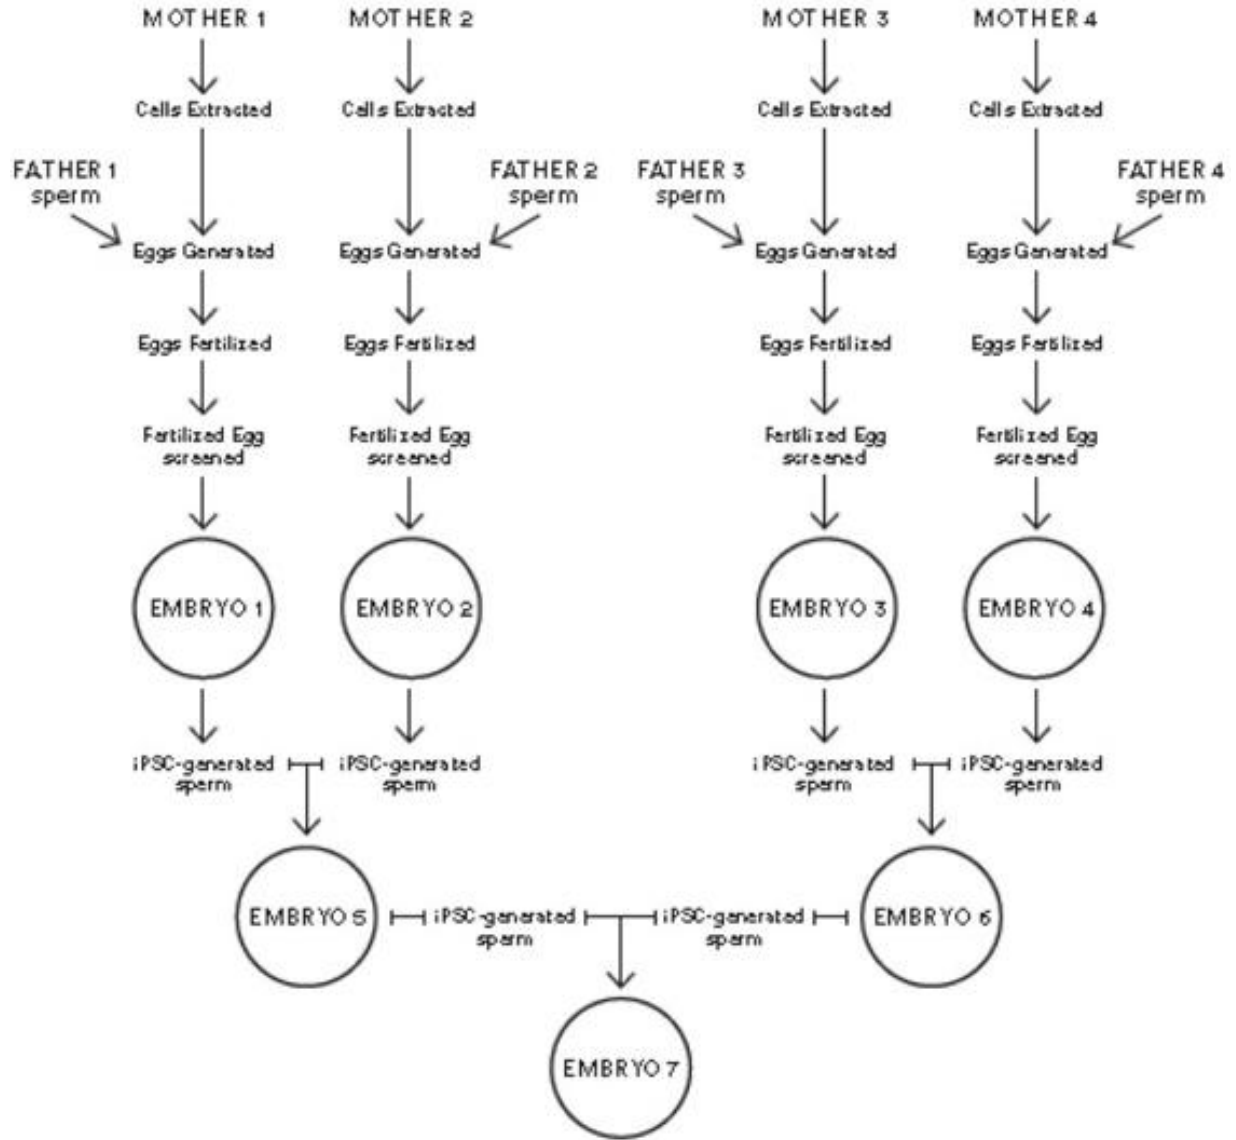 MOTHER 1
MOTHER 2
MOTHER 3
MOTHER 4
Cells Extracted
Cells Extracted
Cells Extracted
Cells Extracted
FATHER 1
sperm
FATHER 2
sperm
FATHER 3
sperm
FATHER 4
sperm
Eggs Generated
Eggs Generated
Eggs Generated
Eggs Generated
Eggs Fertilized
Eggs Fertilized
Eggs Fertilized
Eggs Fertilized
Fertilized Egg
screened
Fertilized Egg
screened
Fertilized Egg
screened
Fertilized Egg
screened
EMBRYO 1
EMBRYO 2
EMBRYO 3
EMBRYO 4
iPSC-generated
sperm
iPSC-generated
sperm
iPSC-generated
sperm
iPSC-generated
sperm
EMBRYO 5
iPSC-generated
sperm
iPSC-generated
sperm
EMBRYO 6
EMBRYO 7